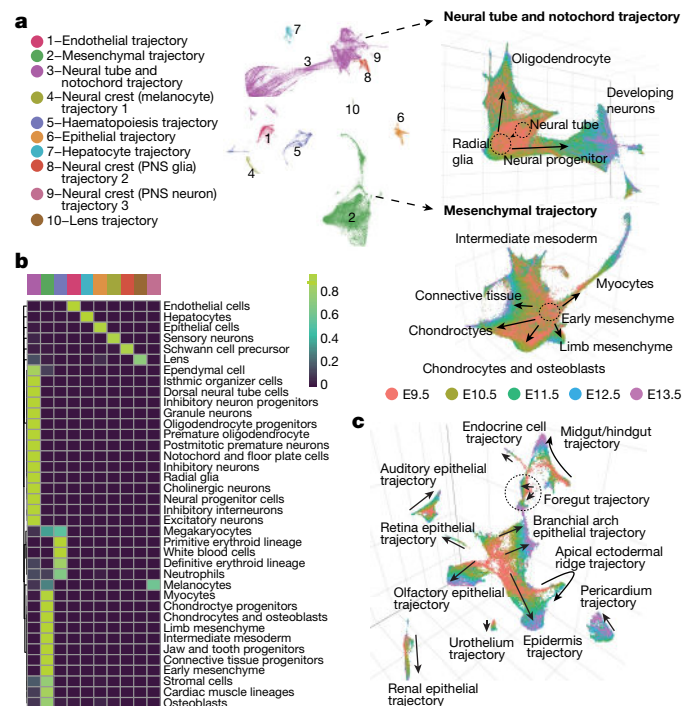 a
1–Endothelial trajectory
2–Mesenchymal trajectory
3–Neural tube and
notochord trajectory
4–Neural crest (melanocyte)
trajectory 1
5–Haematopoiesis trajectory
6–Epithelial trajectory
7–Hepatocyte trajectory
8–Neural crest (PNS glia)
trajectory 2
9–Neural crest (PNS neuron)
trajectory 3
10–Lens trajectory
7
3
9
8
10
6
1
5
4
2
Neural tube and notochord trajectory
Oligodendrocyte
Developing
neurons
Neural tube
Radial
glia
Neural progenitor
Mesenchymal trajectory
Intermediate mesoderm
Myocytes
Connective tissue
Early mesenchyme
Chondroctyes
Limb mesenchyme
Chondrocytes and osteoblasts
E9.5
E10.5
E11.5
E12.5
E13.5
b
0.8
0.6
0.4
0.2
0
Endothelial cells
Hepatocytes
Epithelial cells
Sensory neurons
Schwann cell precursor
Lens
Ependymal cell
Isthmic organizer cells
Dorsal neural tube cells
Inhibitory neuron progenitors
Granule neurons
Oligodendrocyte progenitors
Premature oligodendrocyte
Postmitotic premature neurons
Notochord and floor plate cells
Inhibitory neurons
Radial glia
Cholinergic neurons
Neural progenitor cells
Inhibitory interneurons
Excitatory neurons
Megakaryocytes
Primitive erythroid lineage
White blood cells
Definitive erythroid lineage
Neutrophils
Melanocytes
Myocytes
Chondroctye progenitors
Chondrocytes and osteoblasts
Limb mesenchyme
Intermediate mesoderm
Jaw and tooth progenitors
Connective tissue progenitors
Early mesenchyme
Stromal cells
Cardiac muscle lineages
Osteoblasts
c
Endocrine cell
trajectory
Midgut/hindgut
trajectory
Auditory epithelial
trajectory
Foregut trajectory
Retina epithelial
trajectory
Branchial arch
epithelial trajectory
Apical ectodermal
ridge trajectory
Olfactory epithelial
trajectory
Pericardium
trajectory
Urothelium
trajectory
Epidermis
trajectory
Renal epithelial
trajectory